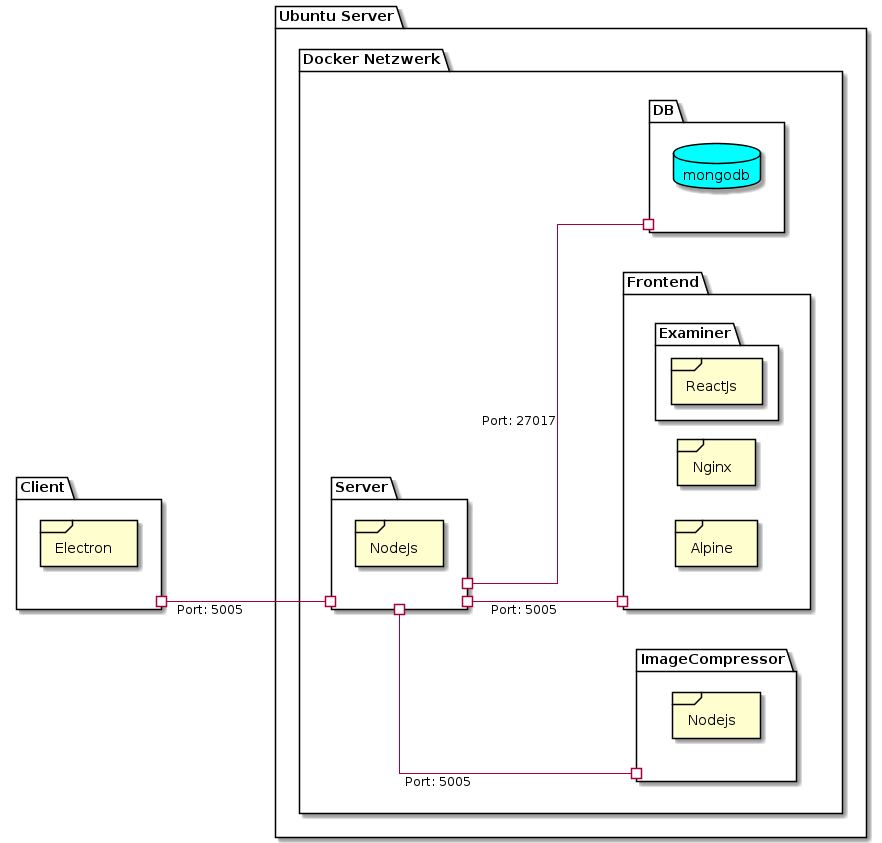 Ubuntu Server
Docker Netzwerk
DB
mongodb
Frontend
Examiner
ReactJs
Port: 27017
Nginx
Client
Server
Electron
NodeJs
Alpine
Port: 5005
Port: 5005
ImageCompressor
Nodejs
Port: 5005